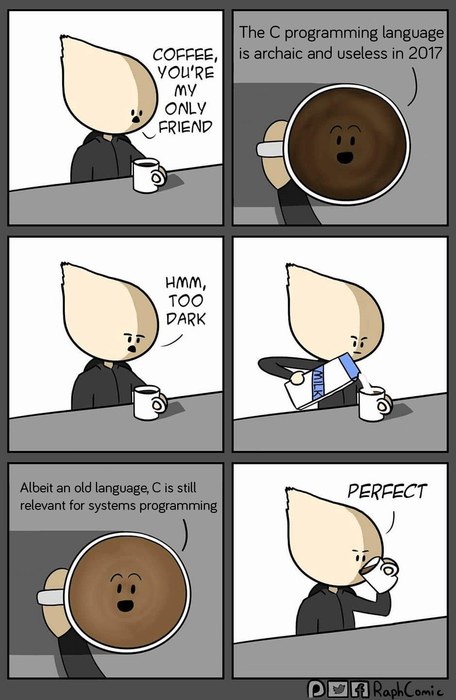 COFFEE,
YOU'RE
MY
ONLY
FRIEND
The C programming language
is archaic and useless in 2017
HMM,
TOO
DARK
MILK
Albeit an old language, C is still
relevant for systems programming
PERFECT
RaphComic